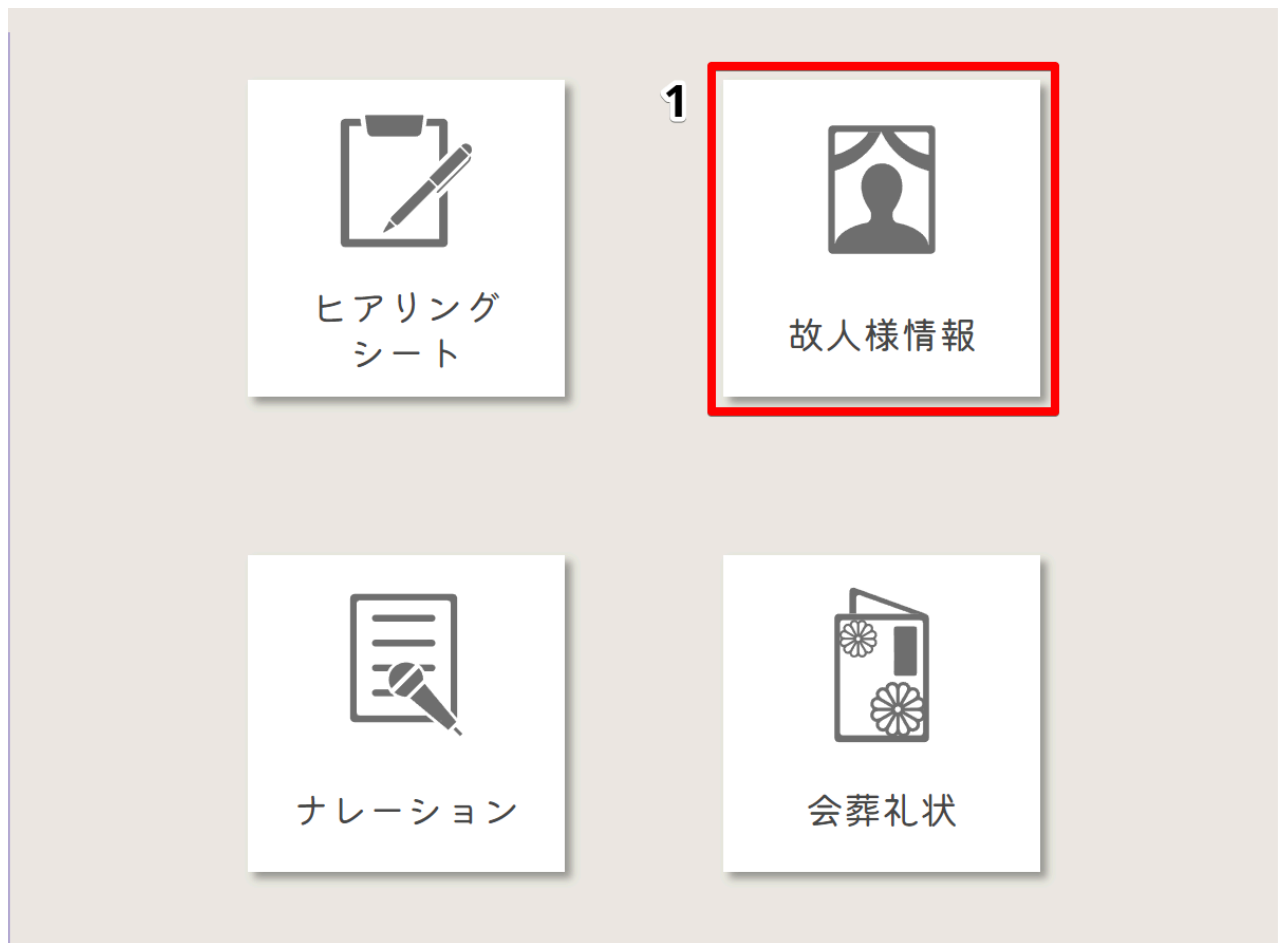 1
ヒアリング
シート
故人様情報
ナレーション
会葬礼状